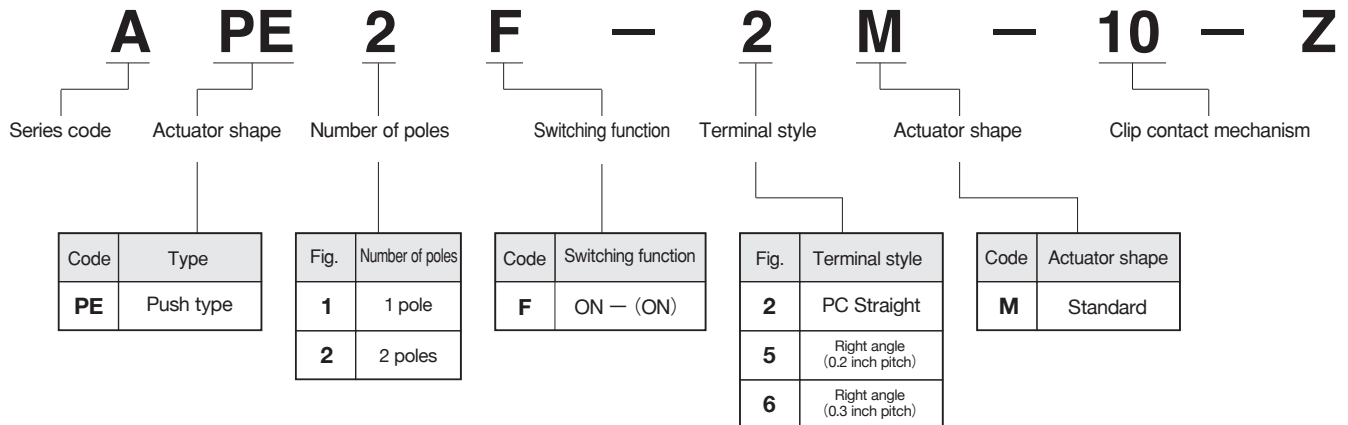 A PE 2 F － 2 M － 10 － Z
Series code Actuator shape Number of poles Switching function Terminal style Actuator shape Clip contact mechanism
Code Type
PE Push type
Fig. Number of poles
1 1 pole
2 2 poles
Code Switching function
F ON － (ON)
Fig. Terminal style
2 PC Straight
5 Right angle
(0.2 inch pitch)
6 Right angle
(0.3 inch pitch)
Code Actuator shape
M Standard